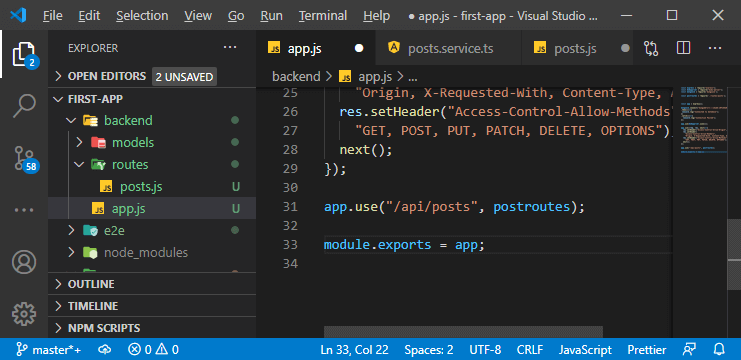 File Edit Selection View Go Run Terminal Help ● app.js - first-app - Visual Studio ...
EXPLORER ...
OPEN EDITORS 2 UNSAVED
FIRST-APP
backend
models
routes
posts.js U
app.js U
e2e
node_modules
OUTLINE
TIMELINE
NPM SCRIPTS
2
58
JS app.js ● TS posts.service.ts JS posts.js ● ...
backend > JS app.js > ...
25 "Origin, X-Requested-With, Content-Type,
26 res.setHeader("Access-Control-Allow-Methods
27 "GET, POST, PUT, PATCH, DELETE, OPTIONS")
28 next();
29 });
30
31 app.use("/api/posts", postroutes);
32
33 module.exports = app;
34
master*+ 0 0 Ln 33, Col 22 Spaces: 2 UTF-8 CRLF JavaScript Prettier